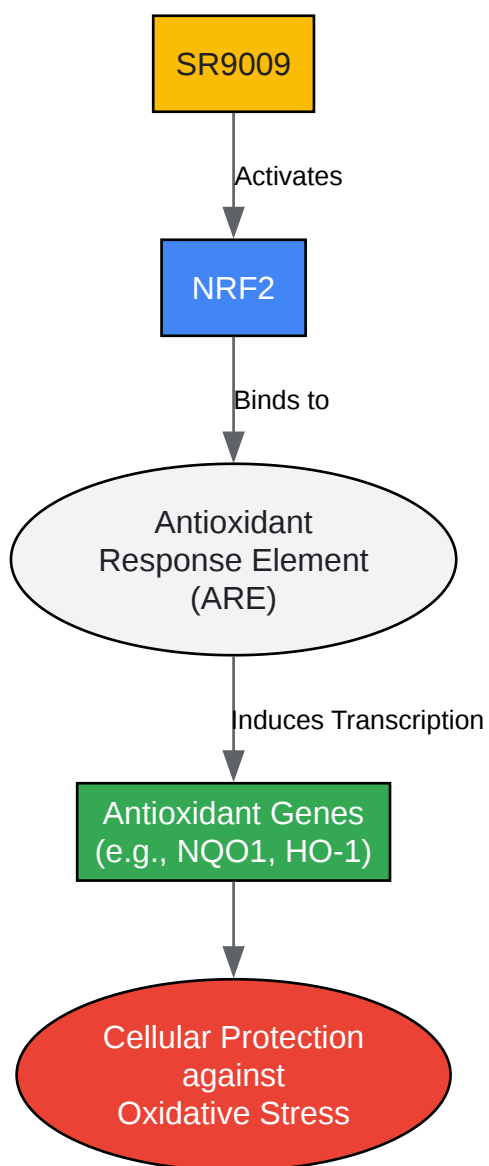 SR9009
Activates
NRF2
Binds to
Antioxidant
Response Element
(ARE)
Induces Transcription
Antioxidant Genes
(e.g., NQO1, HO-1)
Cellular Protection
against
Oxidative Stress